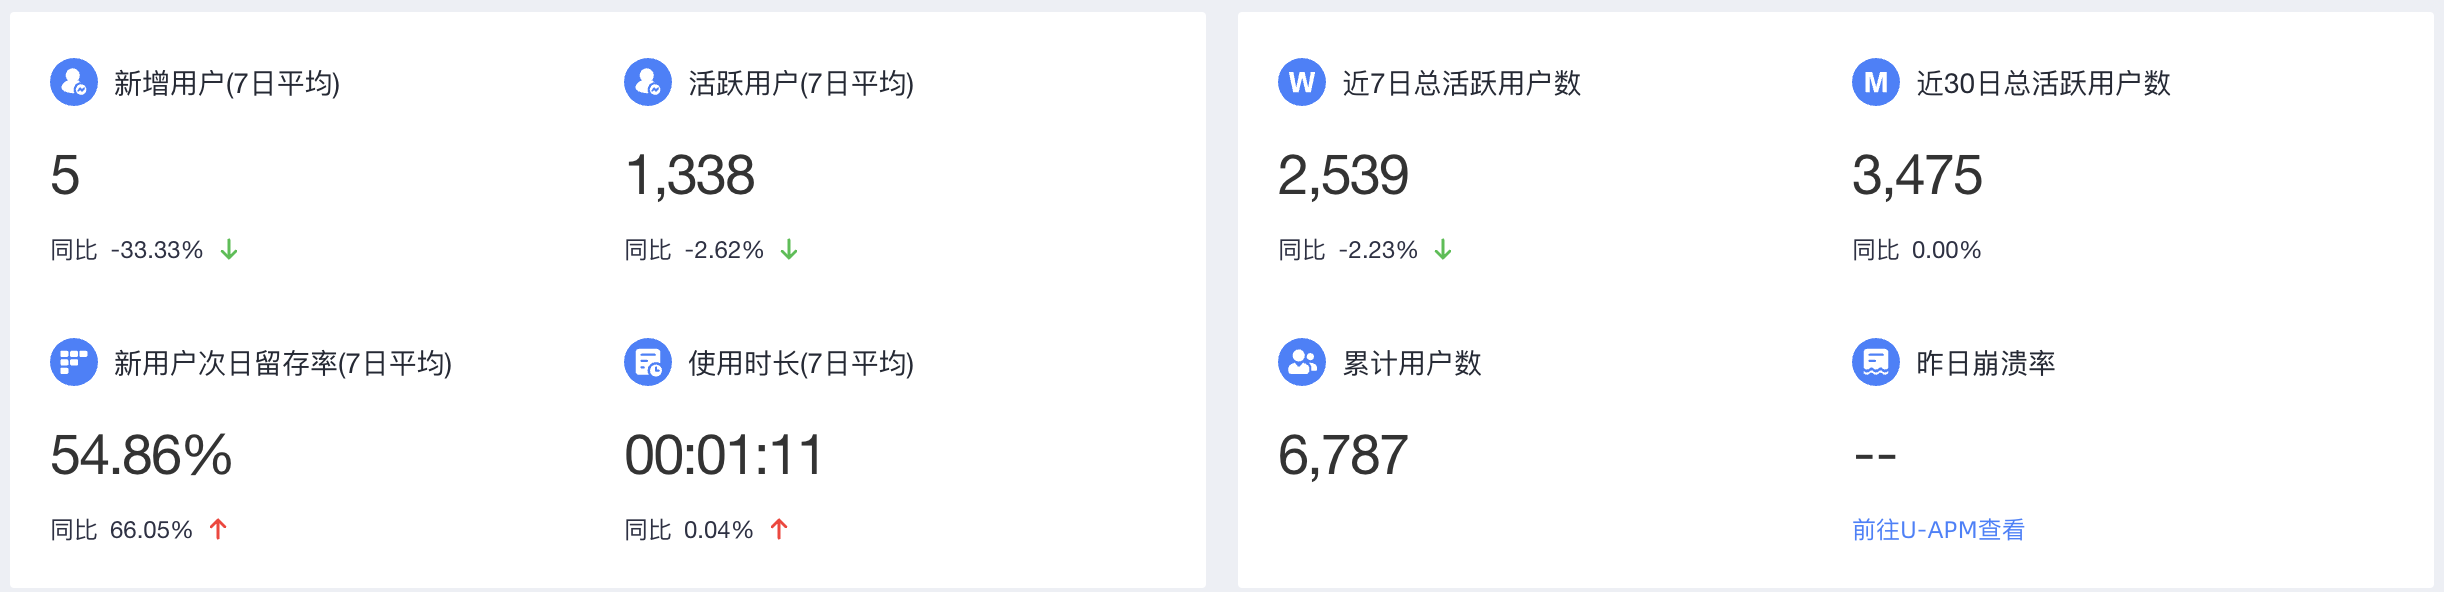 新增用户(7日平均)
5
同比 -33.33%
活跃用户(7日平均)
1,338
同比 -2.62%
新用户次日留存率(7日平均)
54.86%
同比 66.05%
使用时长(7日平均)
00:01:11
同比 0.04%
W 近7日总活跃用户数
2,539
同比 -2.23%
M 近30日总活跃用户数
3,475
同比 0.00%
累计用户数
6,787
昨日崩溃率
--
前往U-APM查看